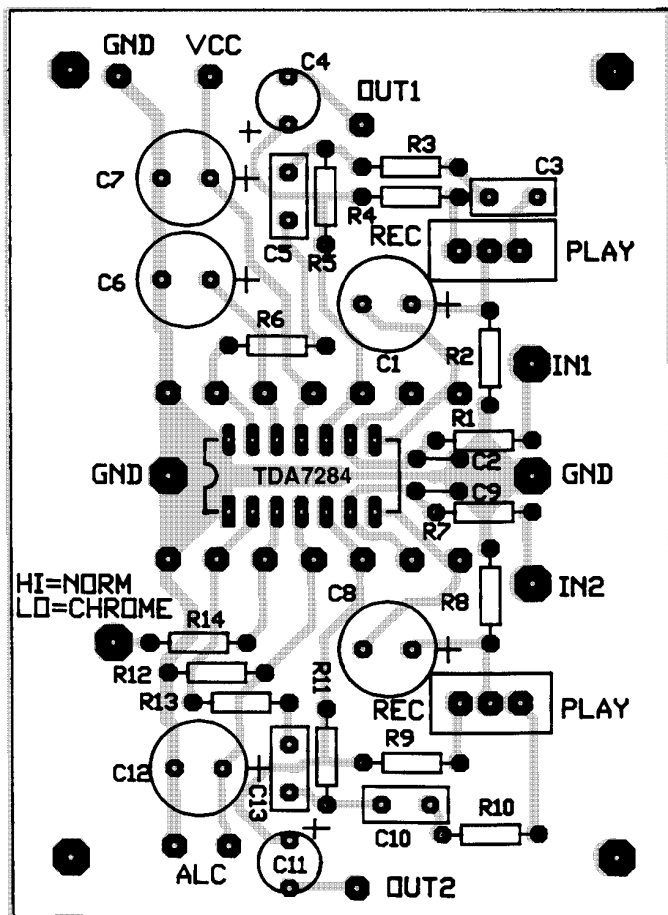 GND VCC
C4
OUT1
+
C7 + R3 C3
C5 R5 R4
REC PLAY
C6 +
R6 C1 + R2
IN1
R1
C2
GND TDA7284 GND
C9
R7
HI=NORM
LO=CHROME
C8 R8 IN2
R14
R12
R13 R11
+
REC PLAY
C12 + C13 R9
C10 R10
+
ALC C11 OUT2